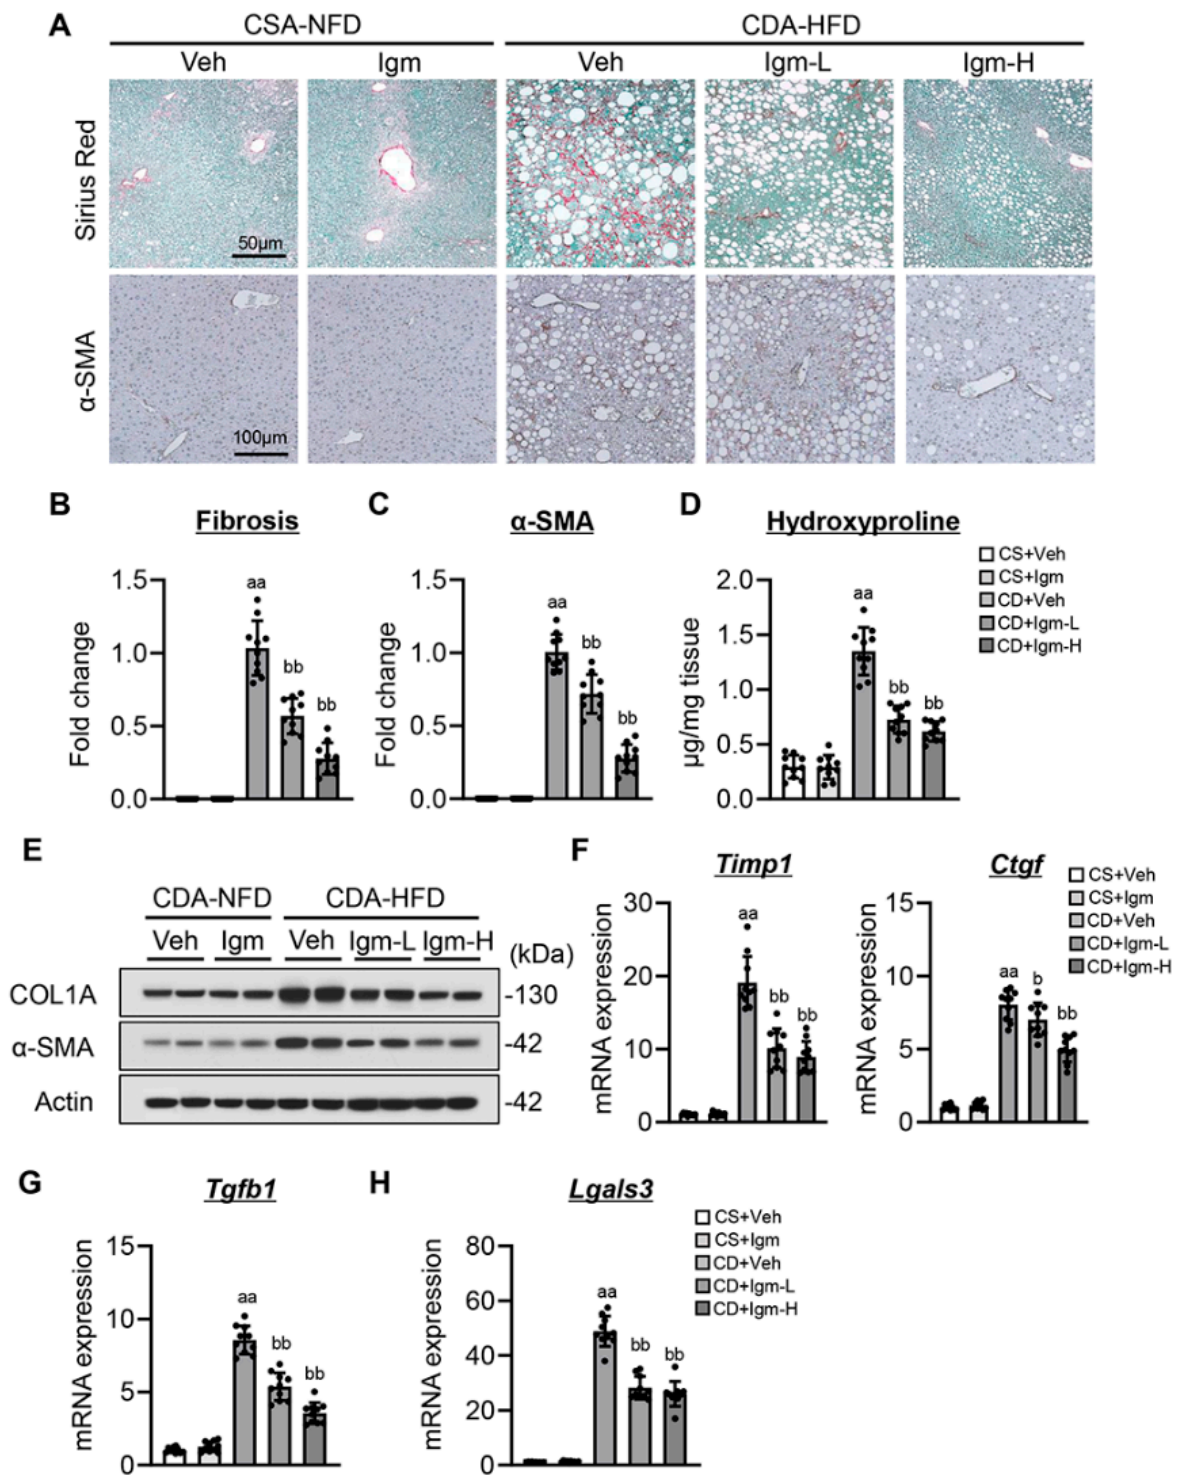 A
CSA-NFD CDA-HFD
Veh Igm Veh Igm-L Igm-H
Sirius Red
50µm
α-SMA
100µm
B
Fibrosis
Fold change
1.5
1.0
0.5
0.0
aa
bb
bb
C
α-SMA
Fold change
1.5
1.0
0.5
0.0
aa
bb
bb
D
Hydroxyproline
µg/mg tissue
2.0
1.5
1.0
0.5
0.0
aa
bb
bb
CS+Veh
CS+Igm
CD+Veh
CD+Igm-L
CD+Igm-H
E
CDA-NFD CDA-HFD
Veh Igm Veh Igm-L Igm-H (kDa)
COL1A -130
α-SMA -42
Actin -42
F
Timp1
mRNA expression
30
20
10
0
aa
bb
bb
Ctgf
mRNA expression
15
10
5
0
aa
b
bb
CS+Veh
CS+Igm
CD+Veh
CD+Igm-L
CD+Igm-H
G
Tgfb1
mRNA expression
15
10
5
0
aa
bb
bb
H
Lgals3
mRNA expression
80
60
40
20
0
aa
bb
bb
CS+Veh
CS+Igm
CD+Veh
CD+Igm-L
CD+Igm-H